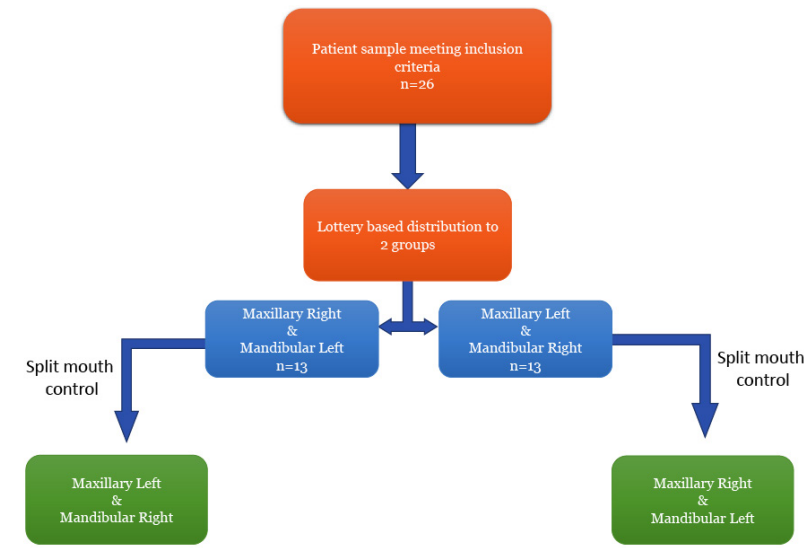 Patient sample meeting inclusion
criteria
n=26
Lottery based distribution to
2 groups
Maxillary Right
&
Mandibular Left
n=13
Maxillary Left
&
Mandibular Right
n=13
Split mouth
control
Split mouth
control
Maxillary Left
&
Mandibular Right
Maxillary Right
&
Mandibular Left